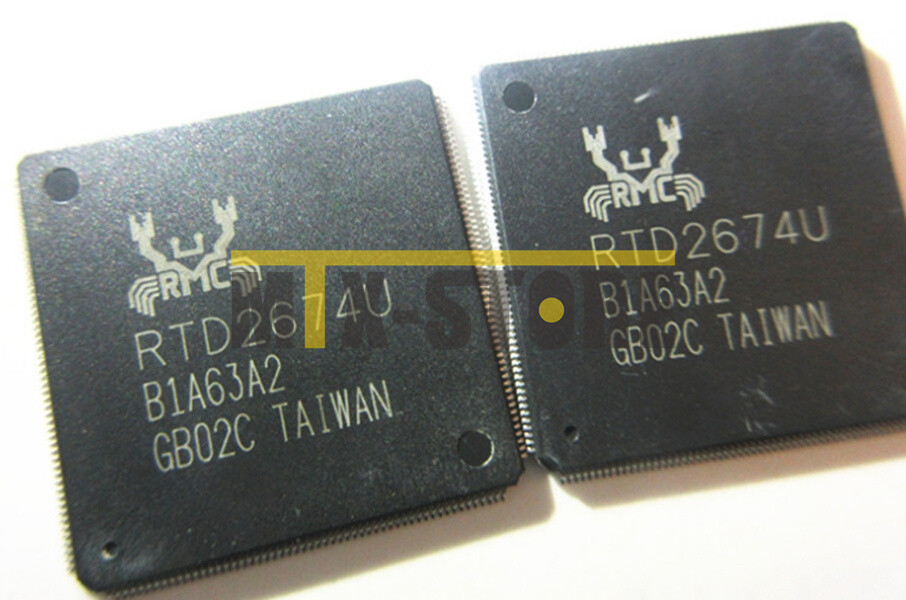 RMC
RTD2674U
B1A63A2
GB02C TAIWAN
RMC
RTD2674U
B1A63A2
GB02C TAIWAN